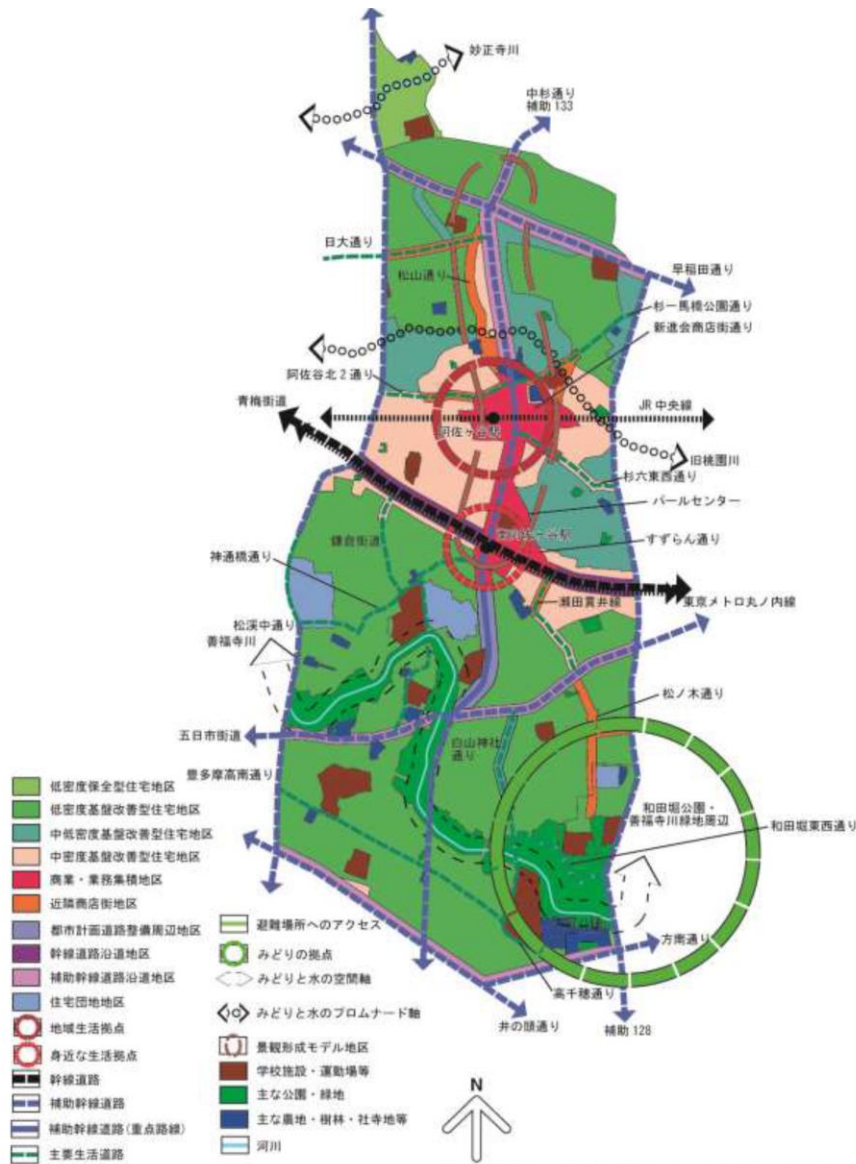 妙正寺川
中杉通り
補助133
日大通り
松山通り
早稲田通り
杉一馬橋公園通り
新進会商店街通り
阿佐谷北2通り
青梅街道
JR中央線
阿佐ヶ谷駅
旧桃園川
杉六東西通り
パールセンター
南阿佐ヶ谷駅
すずらん通り
鎌倉街道
神通橋通り
瀬田貫井線
東京メトロ丸ノ内線
松渓中通り
善福寺川
松ノ木通り
五日市街道
白山神社
通り
豊多摩高南通り
和田堀公園・
善福寺川緑地周辺
和田堀東西通り
方南通り
高千穂通り
井の頭通り
補助128
低密度保全型住宅地区
低密度基盤改善型住宅地区
中低密度基盤改善型住宅地区
中密度基盤改善型住宅地区
商業・業務集積地区
近隣商店街地区
都市計画道路整備周辺地区
幹線道路沿道地区
補助幹線道路沿道地区
住宅団地地区
地域生活拠点
身近な生活拠点
幹線道路
補助幹線道路
補助幹線道路(重点路線)
主要生活道路
避難場所へのアクセス
みどりの拠点
みどりと水の空間軸
みどりと水のプロムナード軸
景観形成モデル地区
学校施設・運動場等
主な公園・緑地
主な農地・樹林・社寺地等
河川
N